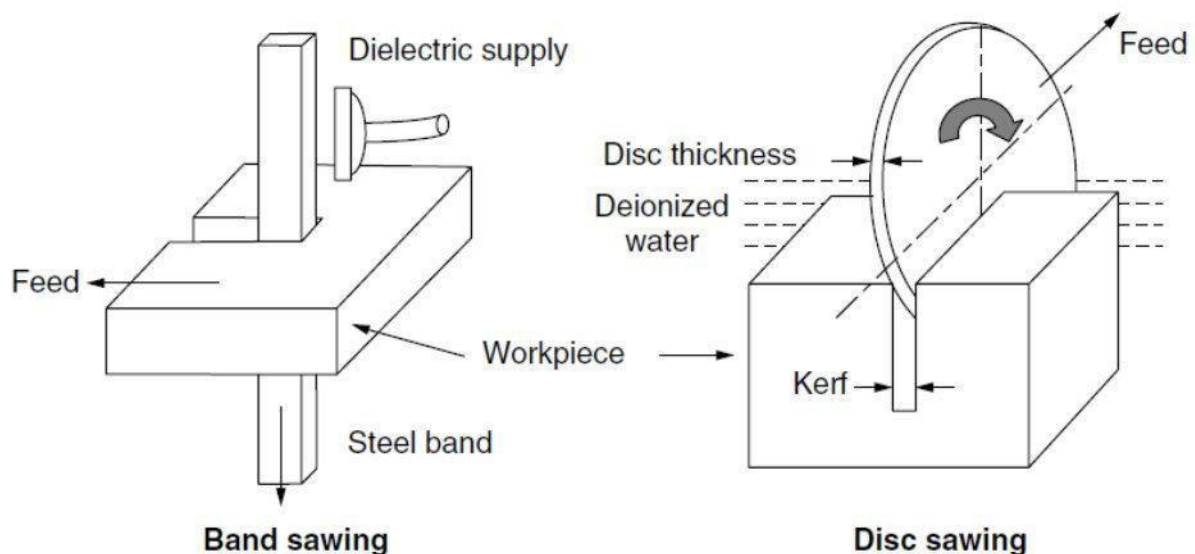 Dielectric supply
Feed
Steel band
Band sawing
Workpiece
Feed
Disc thickness
Deionized
water
Kerf
Disc sawing